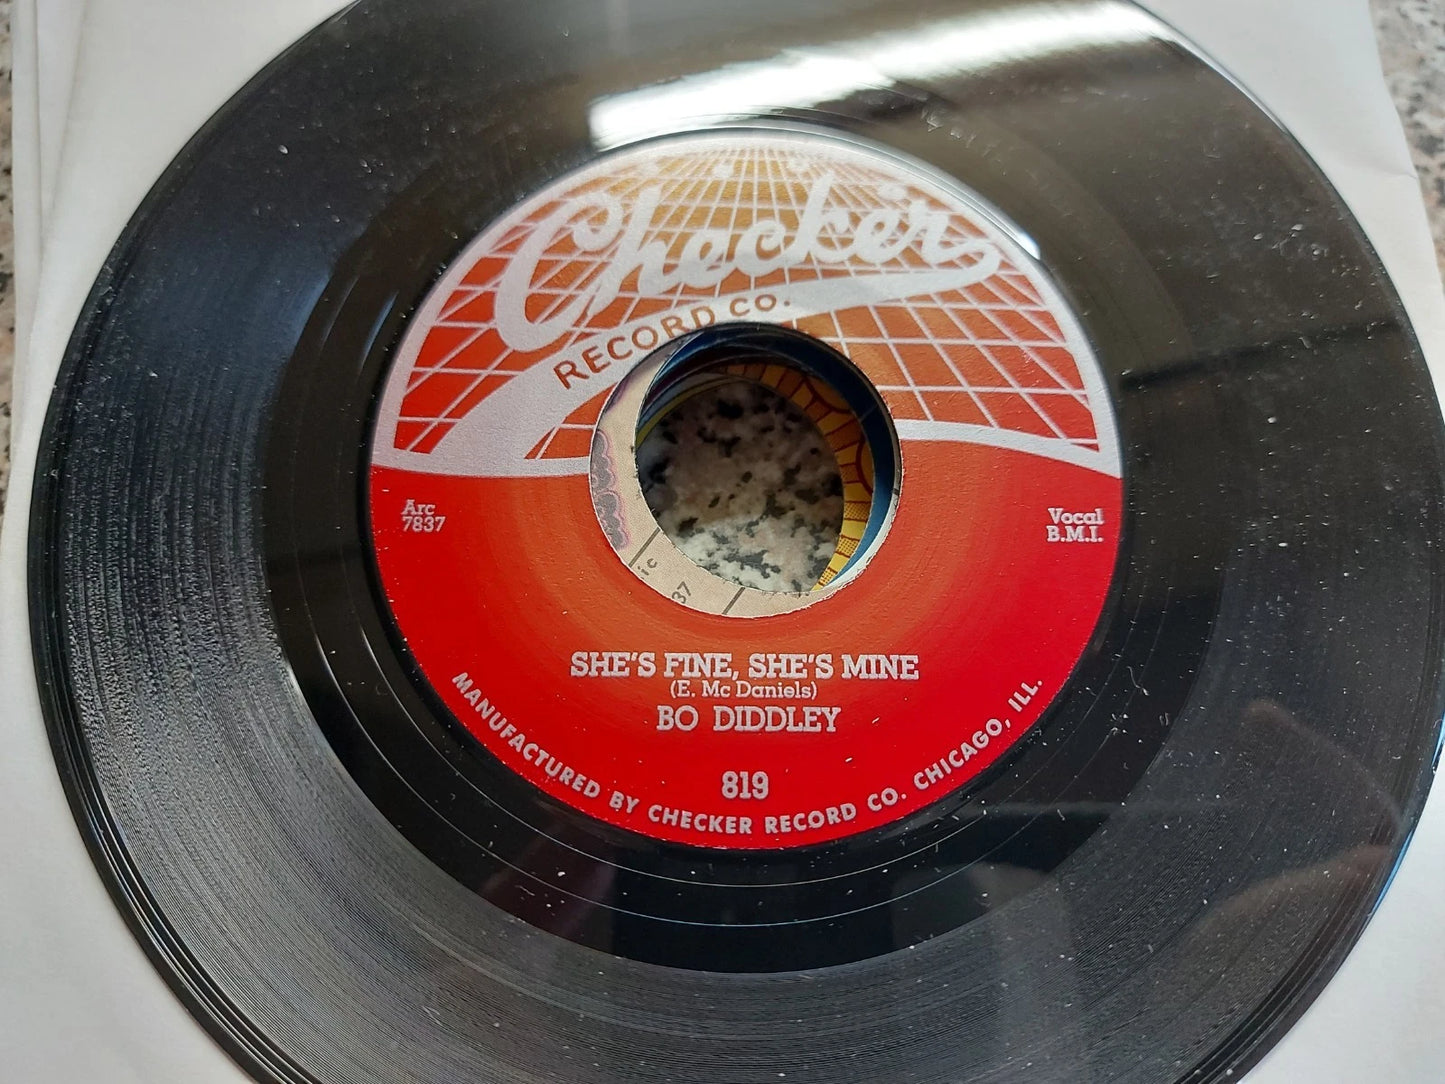 Checker
RECORD CO.
Arc
7837
Vocal
B.M.I.
SHE'S FINE, SHE'S MINE
(E. Mc Daniels)
BO DIDDLEY
819
MANUFACTURED BY CHECKER RECORD CO. CHICAGO, ILL.
37